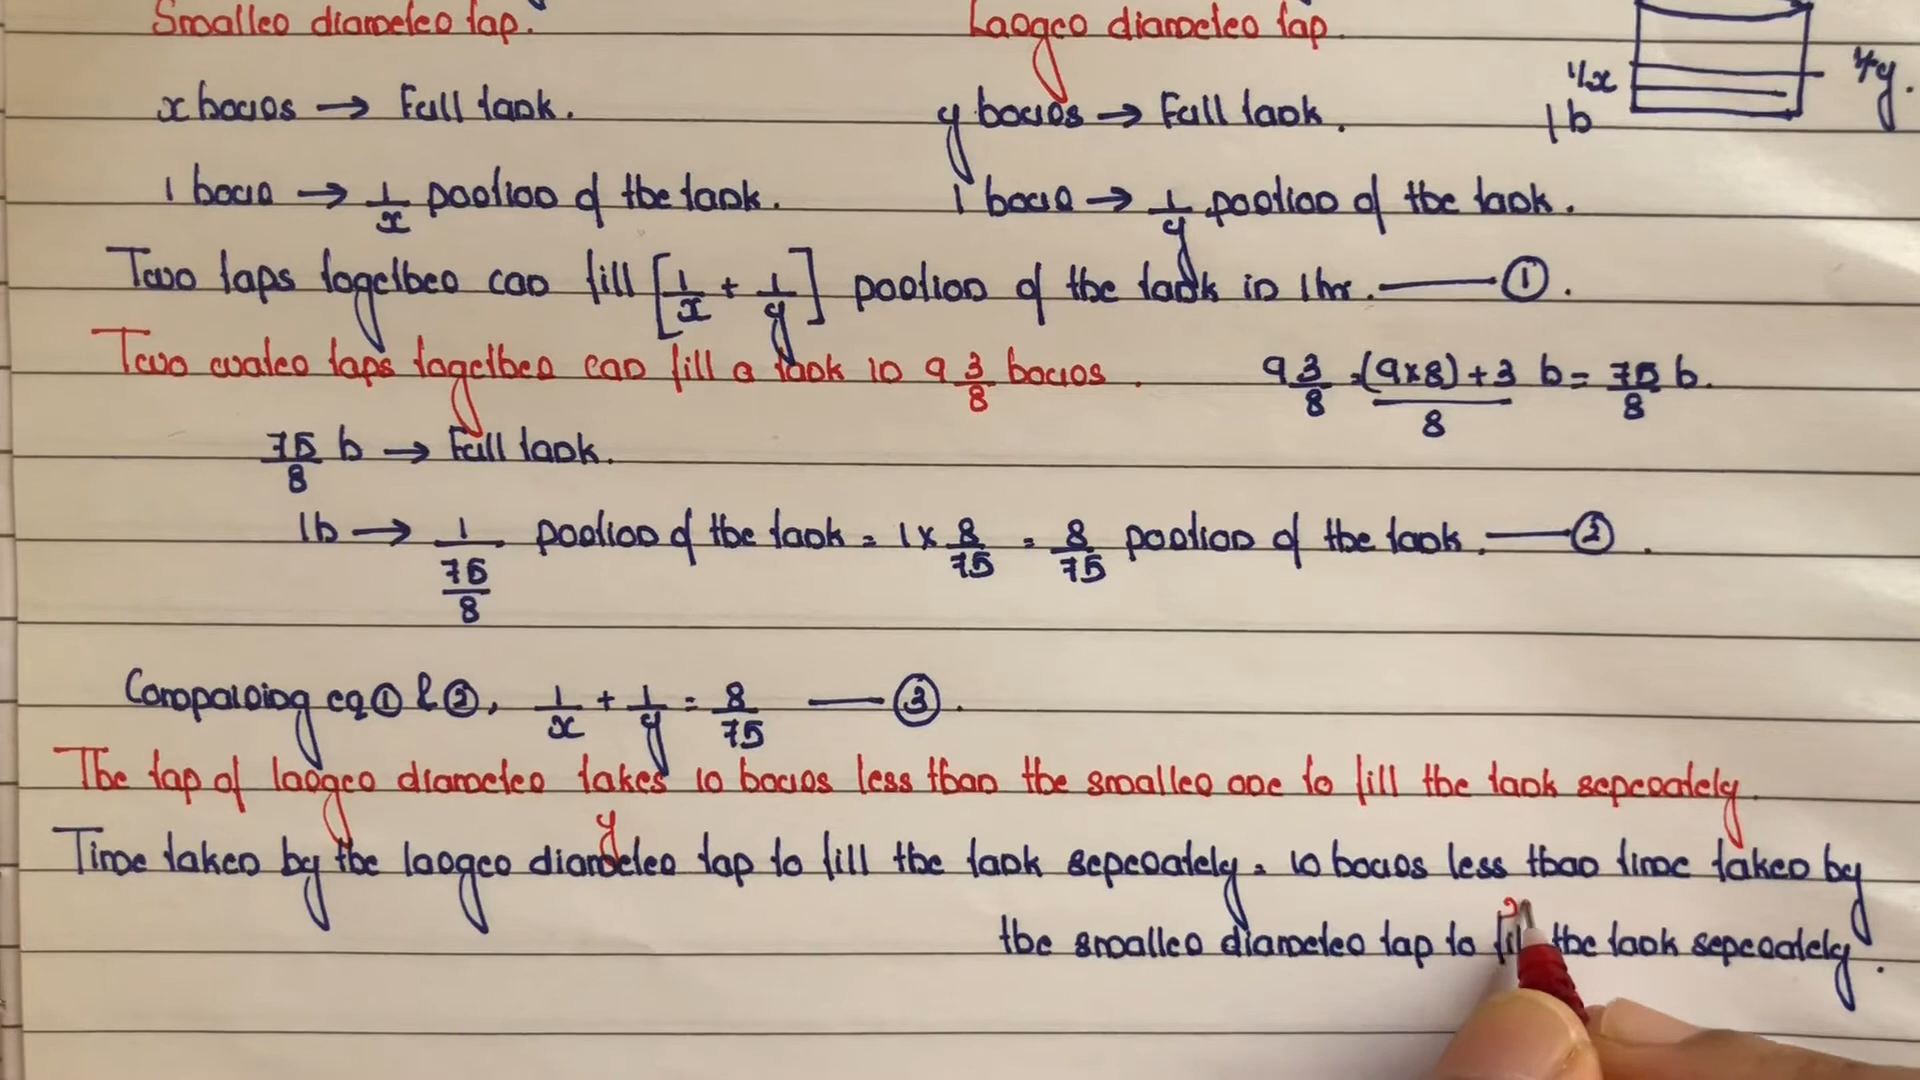 Smaller diameter tap. Larger diameter tap.
x hours → Full tank. y hours → Full tank.
1/x 1/y.
1h
1 hour → 1/x portion of the tank. 1 hour → 1/y portion of the tank.
Two taps together can fill [1/x + 1/y] portion of the tank in 1hr. —— ①.
Two water taps together can fill a tank in 9 3/8 hours. 9 3/8 = (9×8)+3/8 h = 75/8 h.
75/8 h → Full tank.
1h → 1/(75/8) portion of the tank = 1 × 8/75 = 8/75 portion of the tank. —— ②.
Comparing eq ① & ②, 1/x + 1/y = 8/75 —— ③.
The tap of larger diameter takes 10 hours less than the smaller one to fill the tank seperately.
y
Time taken by the larger diameter tap to fill the tank seperately = 10 hours less than time taken by
the smaller diameter tap to fill the tank seperately.